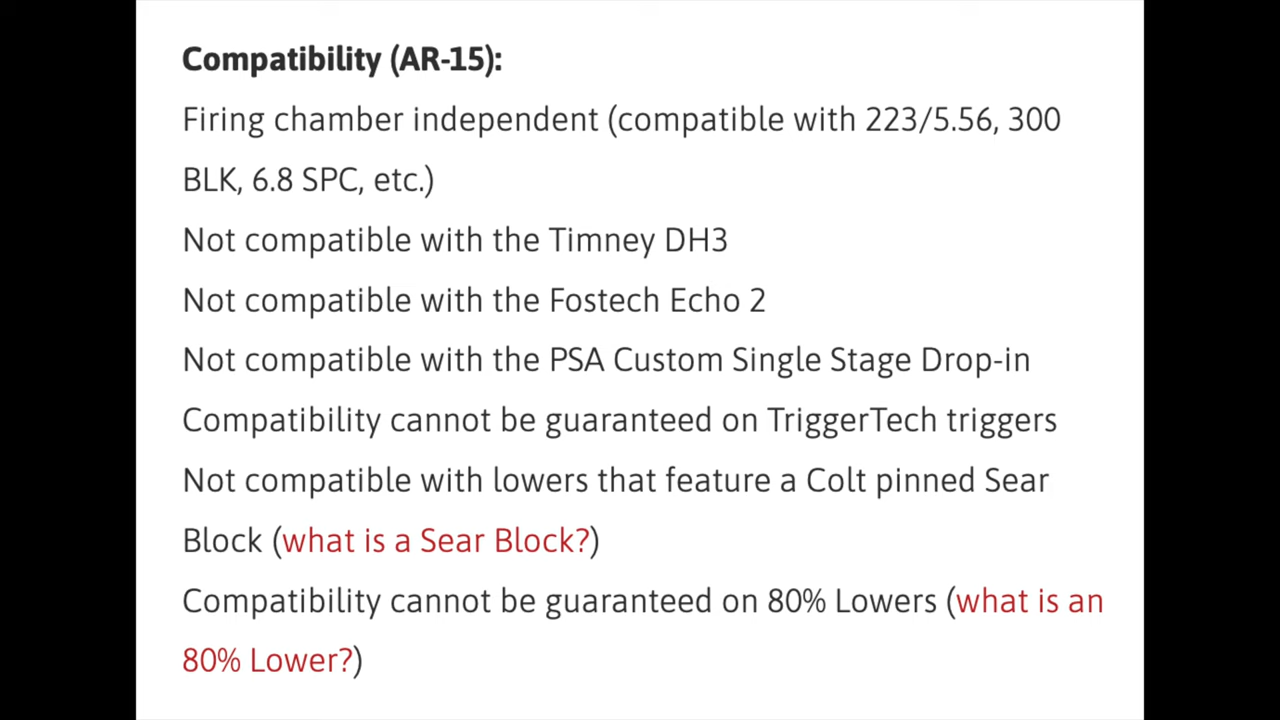 Compatibility (AR-15):
Firing chamber independent (compatible with 223/5.56, 300
BLK, 6.8 SPC, etc.)
Not compatible with the Timney DH3
Not compatible with the Fostech Echo 2
Not compatible with the PSA Custom Single Stage Drop-in
Compatibility cannot be guaranteed on TriggerTech triggers
Not compatible with lowers that feature a Colt pinned Sear
Block (what is a Sear Block?)
Compatibility cannot be guaranteed on 80% Lowers (what is an
80% Lower?)